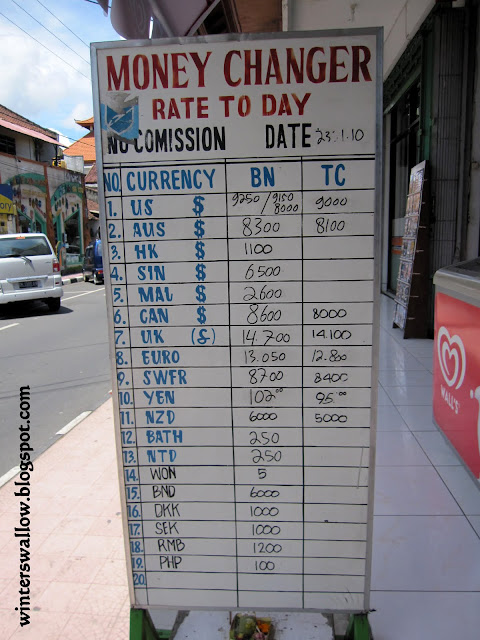 MONEY CHANGER
RATE TO DAY
NO COMISSION DATE 23.1.10
NO. CURRENCY BN TC
1. US $ 9250 / 9150 8000 9000
2. AUS $ 8300 8100
3. HK $ 1100
4. SIN $ 6500
5. MAL $ 2600
6. CAN $ 8600 8000
7. UK (£) 14.700 14.100
8. EURO 13.050 12.800
9. SWFR 8700 8400
10. YEN 102.00 95.00
11. NZD 6000 5000
12. BATH 250
13. NTD 250
14. WON 5
15. BND 6000
16. DKK 1000
17. SEK 1000
18. RMB 1200
19. PHP 100
20.
WALL'S
winterswallow.blogspot.com